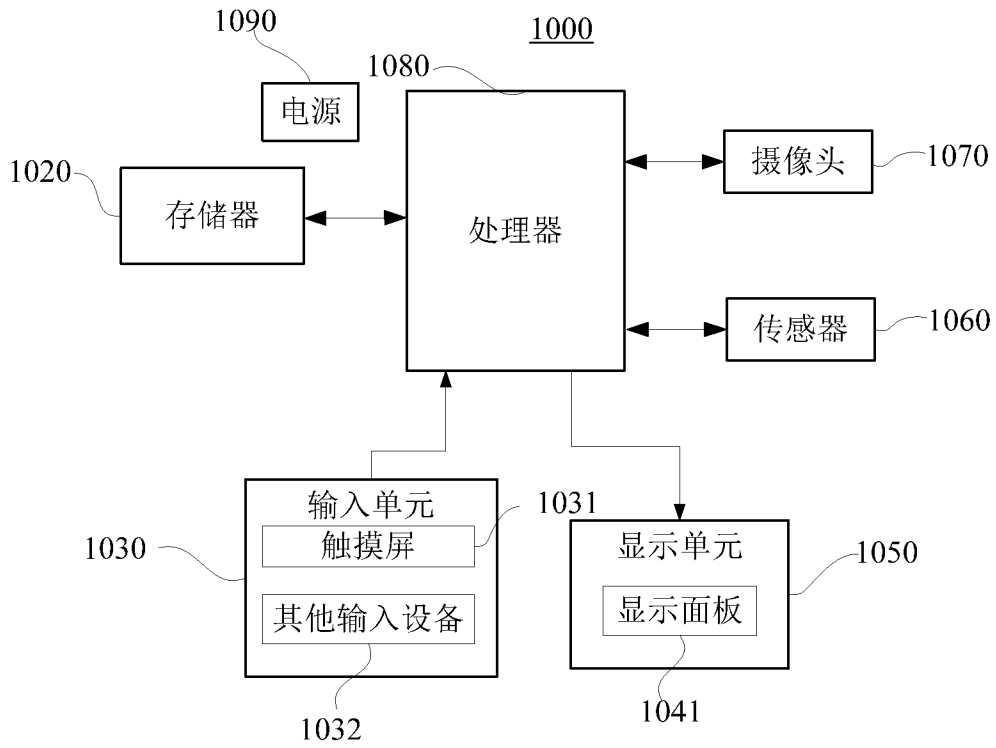 1090
1000
1080
电源
摄像头
1070
1020
存储器
处理器
传感器
1060
输入单元
1031
触摸屏
1030
显示单元
1050
其他输入设备
显示面板
1032
1041